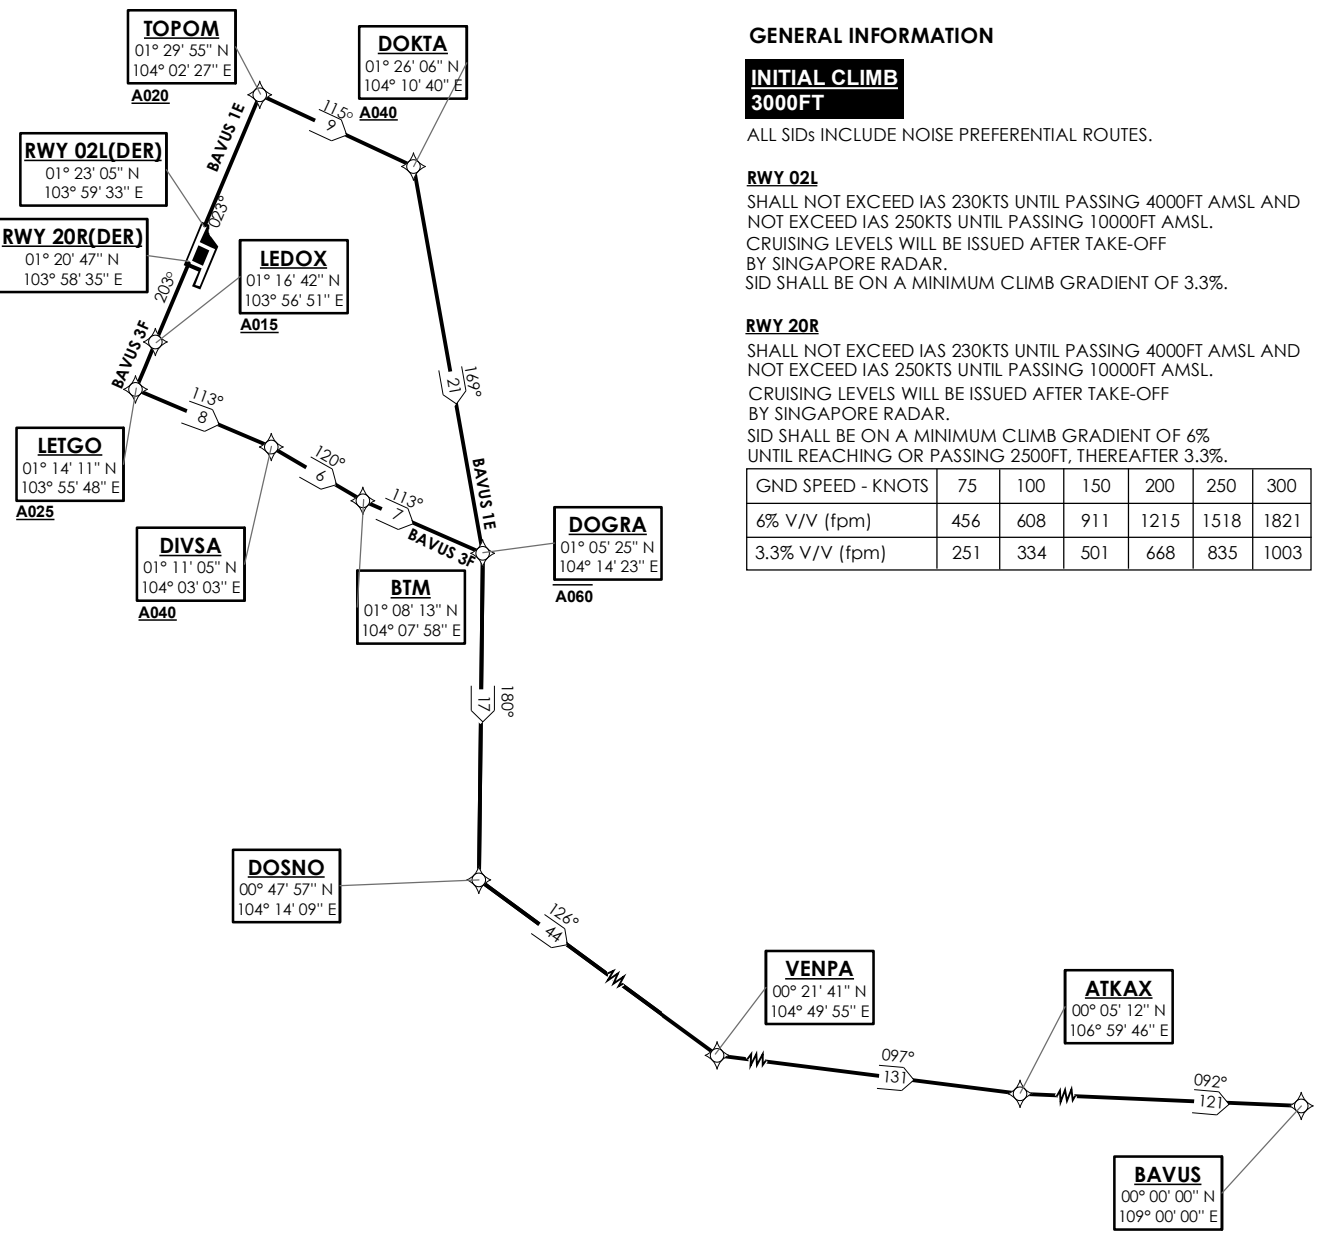 TOPOM
01° 29' 55" N
104° 02' 27" E
A020
DOKTA
01° 26' 06" N
104° 10' 40" E
A040
115°
9
BAVUS 1E
RWY 02L(DER)
01° 23' 05" N
103° 59' 33" E
023°
RWY 20R(DER)
01° 20' 47" N
103° 58' 35" E
203°
LEDOX
01° 16' 42" N
103° 56' 51" E
A015
BAVUS 3F
LETGO
01° 14' 11" N
103° 55' 48" E
A025
113°
8
169°
21
BAVUS 1E
120°
6
113°
7
BAVUS 3F
DIVSA
01° 11' 05" N
104° 03' 03" E
A040
BTM
01° 08' 13" N
104° 07' 58" E
DOGRA
01° 05' 25" N
104° 14' 23" E
A060
180°
17
DOSNO
00° 47' 57" N
104° 14' 09" E
126°
44
VENPA
00° 21' 41" N
104° 49' 55" E
097°
131
ATKAX
00° 05' 12" N
106° 59' 46" E
092°
121
BAVUS
00° 00' 00" N
109° 00' 00" E
GENERAL INFORMATION
INITIAL CLIMB
3000FT
ALL SIDs INCLUDE NOISE PREFERENTIAL ROUTES.
RWY 02L
SHALL NOT EXCEED IAS 230KTS UNTIL PASSING 4000FT AMSL AND
NOT EXCEED IAS 250KTS UNTIL PASSING 10000FT AMSL.
CRUISING LEVELS WILL BE ISSUED AFTER TAKE-OFF
BY SINGAPORE RADAR.
SID SHALL BE ON A MINIMUM CLIMB GRADIENT OF 3.3%.
RWY 20R
SHALL NOT EXCEED IAS 230KTS UNTIL PASSING 4000FT AMSL AND
NOT EXCEED IAS 250KTS UNTIL PASSING 10000FT AMSL.
CRUISING LEVELS WILL BE ISSUED AFTER TAKE-OFF
BY SINGAPORE RADAR.
SID SHALL BE ON A MINIMUM CLIMB GRADIENT OF 6%
UNTIL REACHING OR PASSING 2500FT, THEREAFTER 3.3%.
GND SPEED - KNOTS 75 100 150 200 250 300
6% V/V (fpm) 456 608 911 1215 1518 1821
3.3% V/V (fpm) 251 334 501 668 835 1003